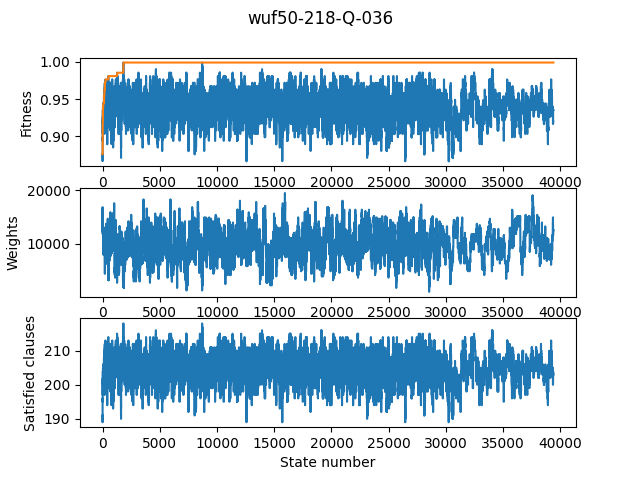 wuf50-218-Q-036
1.00
0.95
0.90
Fitness
0 5000 10000 15000 20000 25000 30000 35000 40000
20000
10000
Weights
0 5000 10000 15000 20000 25000 30000 35000 40000
210
200
190
Satisfied clauses
0 5000 10000 15000 20000 25000 30000 35000 40000
State number